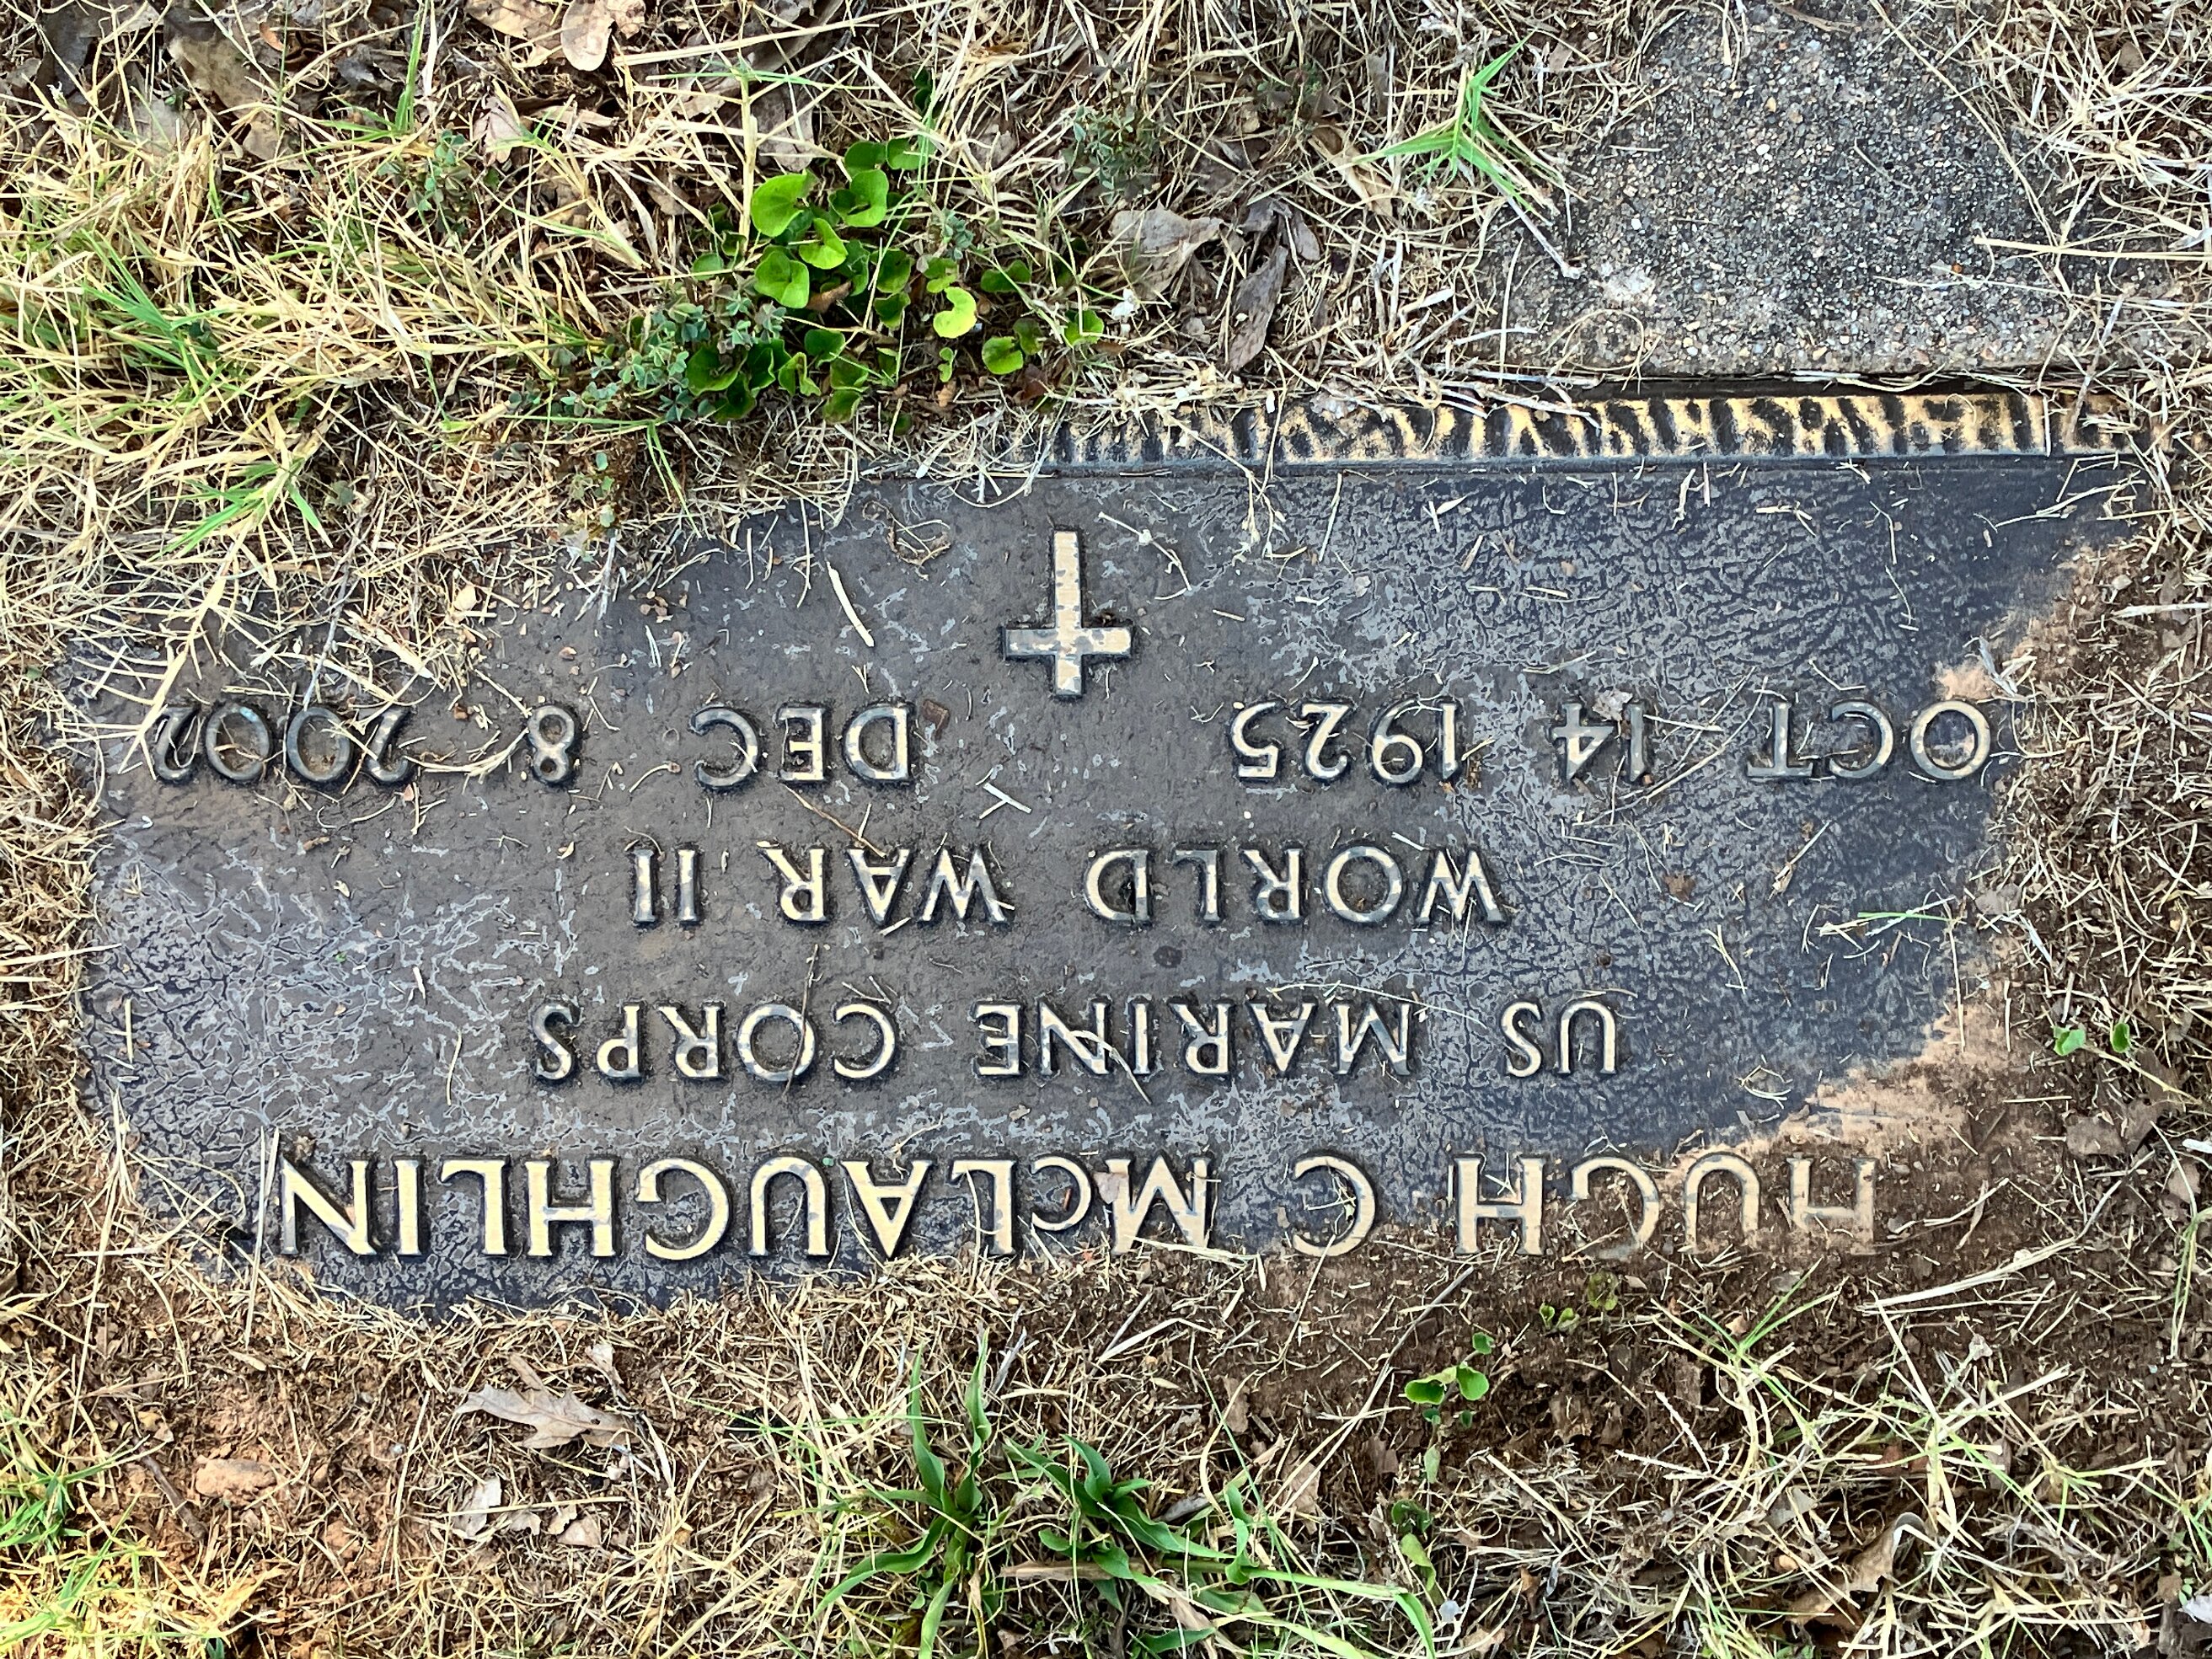 HUGH C McLAUGHLIN
US MARINE CORPS
WORLD WAR II
OCT 14 1925 DEC 8 2002